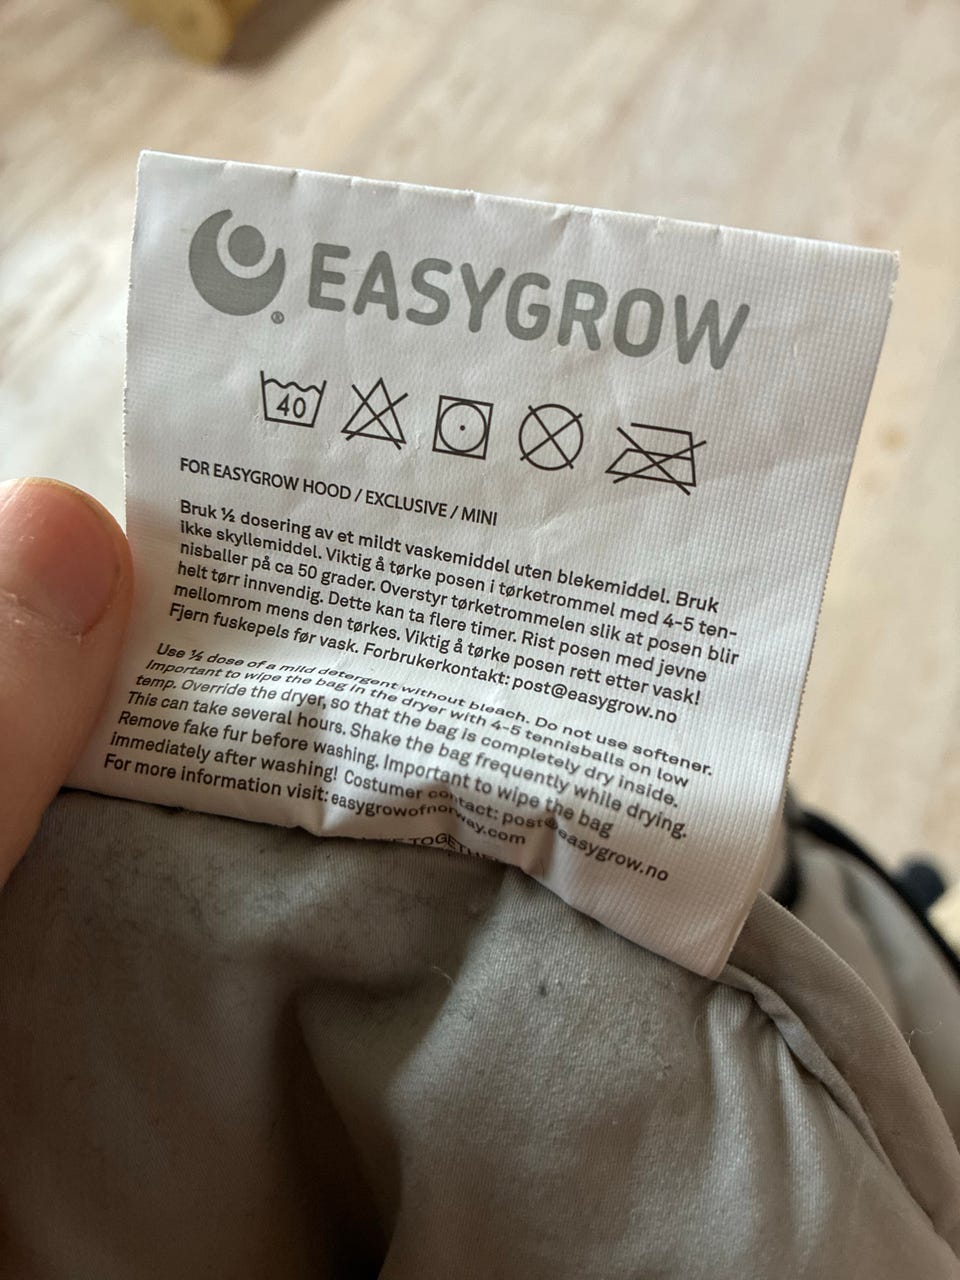 EASYGROW
®
40
FOR EASYGROW HOOD / EXCLUSIVE / MINI
Bruk ½ dosering av et mildt vaskemiddel uten blekemiddel. Bruk
ikke skyllemiddel. Viktig å tørke posen i tørketrommel med 4-5 ten-
nisballer på ca 50 grader. Overstyr tørketrommelen slik at posen blir
helt tørr innvendig. Dette kan ta flere timer. Rist posen med jevne
mellomrom mens den tørkes. Viktig å tørke posen rett etter vask!
Fjern fuskepels før vask. Forbrukerkontakt: post@easygrow.no
Use ½ dose of a mild detergent without bleach. Do not use softener.
Important to wipe the bag in the dryer with 4-5 tennisballs on low
temp. Override the dryer, so that the bag is completely dry inside.
This can take several hours. Shake the bag frequently while drying.
Remove fake fur before washing. Important to wipe the bag
immediately after washing! Costumer contact: post@easygrow.no
For more information visit: easygrowofnorway.com